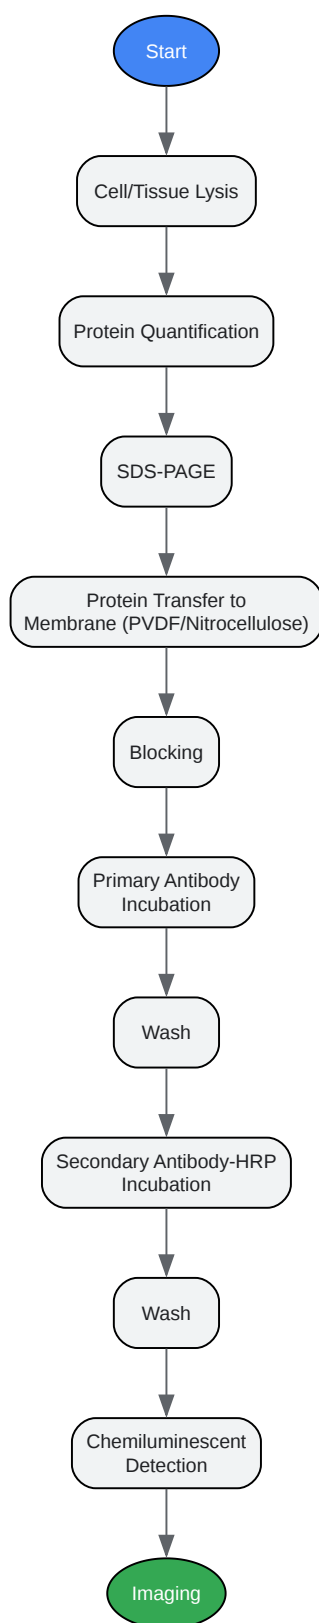 Start
Cell/Tissue Lysis
Protein Quantification
SDS-PAGE
Protein Transfer to
Membrane (PVDF/Nitrocellulose)
Blocking
Primary Antibody
Incubation
Wash
Secondary Antibody-HRP
Incubation
Wash
Chemiluminescent
Detection
Imaging